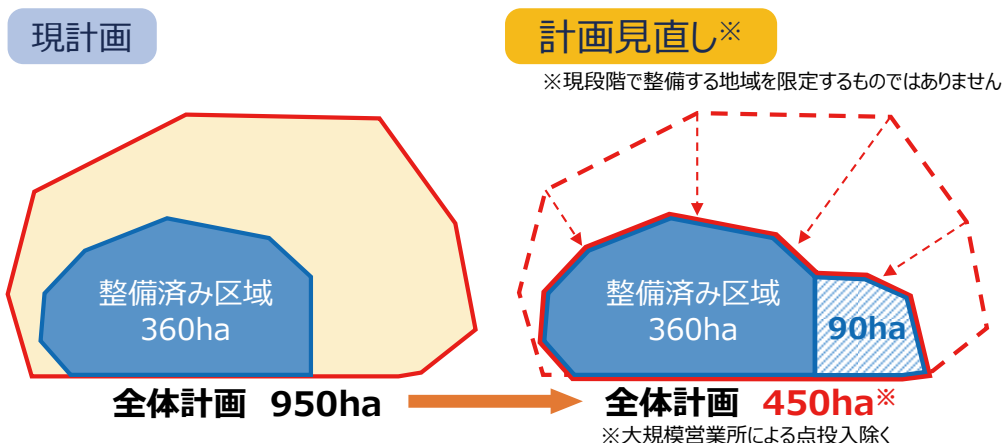 現計画
計画見直し※
※現段階で整備する地域を限定するものではありません
整備済み区域
360ha
整備済み区域
360ha
90ha
全体計画 950ha
全体計画 450ha※
※大規模営業所による点投入除く